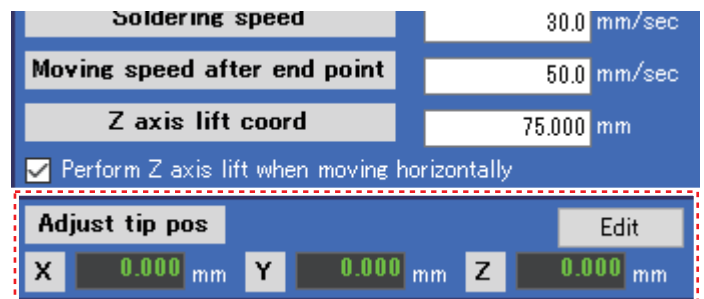 Soldering speed 30.0 mm/sec
Moving speed after end point 50.0 mm/sec
Z axis lift coord 75.000 mm
Perform Z axis lift when moving horizontally
Adjust tip pos Edit
X 0.000 mm Y 0.000 mm Z 0.000 mm